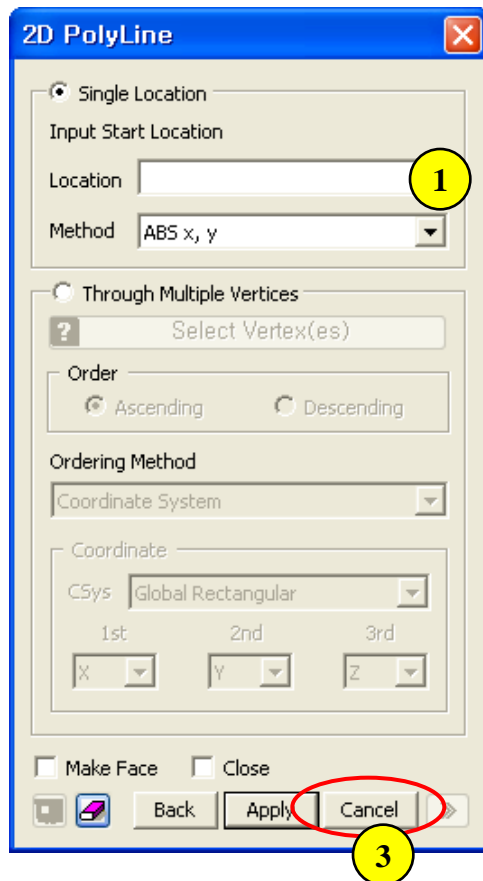 2D PolyLine
Single Location
Input Start Location
Location
1
Method ABS x, y
Through Multiple Vertices
? Select Vertex(es)
Order
Ascending Descending
Ordering Method
Coordinate System
Coordinate
CSys Global Rectangular
1st 2nd 3rd
X Y Z
Make Face Close
Back Apply Cancel »
3